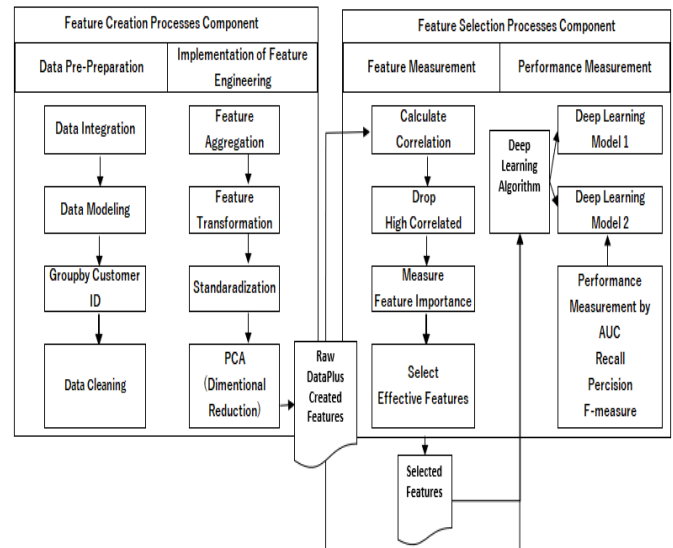 Feature Creation Processes Component
Data Pre-Preparation
Implementation of Feature
Engineering
Data Integration
Data Modeling
Groupby Customer
ID
Data Cleaning
Feature
Aggregation
Feature
Transformation
Standaradization
PCA
(Dimentional
Reduction)
Raw
DataPlus
Created
Features
Feature Selection Processes Component
Feature Measurement
Performance Measurement
Calculate
Correlation
Drop
High Correlated
Measure
Feature Importance
Select
Effective Features
Selected
Features
Deep
Learning
Algorithm
Deep Learning
Model 1
Deep Learning
Model 2
Performance
Measurement by
AUC
Recall
Percision
F-measure